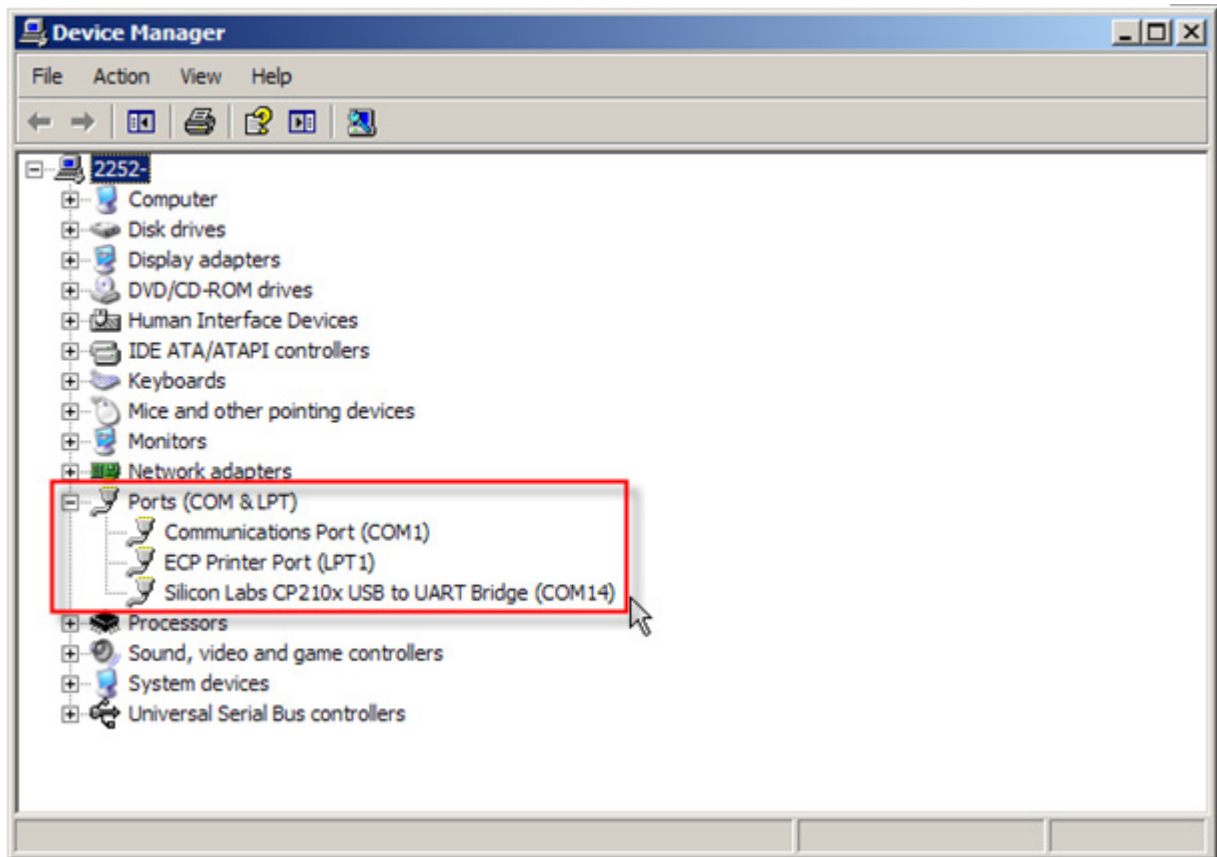 Device Manager
File Action View Help
2252-
Computer
Disk drives
Display adapters
DVD/CD-ROM drives
Human Interface Devices
IDE ATA/ATAPI controllers
Keyboards
Mice and other pointing devices
Monitors
Network adapters
Ports (COM & LPT)
Communications Port (COM1)
ECP Printer Port (LPT1)
Silicon Labs CP210x USB to UART Bridge (COM14)
Processors
Sound, video and game controllers
System devices
Universal Serial Bus controllers